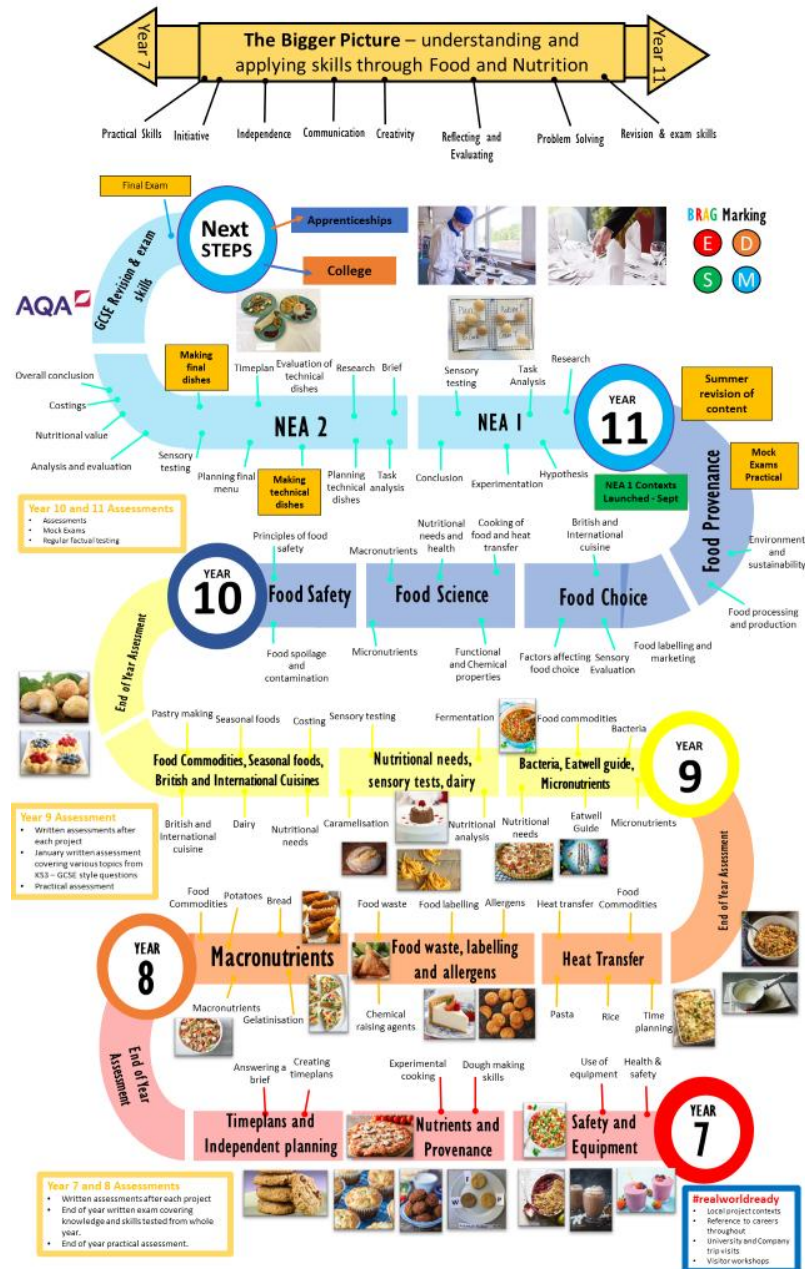 Year 7
The Bigger Picture – understanding and
applying skills through Food and Nutrition
Year 11
Practical Skills
Initiative
Independence
Communication
Creativity
Reflecting and
Evaluating
Problem Solving
Revision & exam skills
Final Exam
Next
STEPS
Apprenticeships
College
BRAG Marking
E
D
S
M
GCSE Revision & exam
skills
AQA
Making
final
dishes
Timeplan
Evaluation of
technical
dishes
Research
Brief
Sensory
testing
Task
Analysis
Research
Overall conclusion
Costings
Nutritional value
Analysis and evaluation
NEA 2
NEA 1
YEAR
11
Summer
revision of
content
Mock
Exams
Practical
Sensory
testing
Planning final
menu
Making
technical
dishes
Planning
technical
dishes
Task
analysis
Conclusion
Experimentation
Hypothesis
NEA 1 Contexts
Launched - Sept
Food Provenance
Environment
and
sustainability
Food processing
and production
Year 10 and 11 Assessments
• Assessments
• Mock Exams
• Regular factual testing
Principles of food
safety
Macronutrients
Nutritional
needs and
health
Cooking of
food and heat
transfer
British and
International
cuisine
YEAR
10
Food Safety
Food Science
Food Choice
Food spoilage
and
contamination
Micronutrients
Functional
and Chemical
properties
Factors affecting
food choice
Sensory
Evaluation
Food labelling and
marketing
End of Year Assessment
Pastry making
Seasonal foods
Costing
Sensory testing
Fermentation
Food commodities
Bacteria
Food Commodities, Seasonal foods,
British and International Cuisines
Nutritional needs,
sensory tests, dairy
Bacteria, Eatwell guide,
Micronutrients
YEAR
9
British and
International
cuisine
Dairy
Nutritional
needs
Caramelisation
Nutritional
analysis
Nutritional
needs
Eatwell
Guide
Micronutrients
Year 9 Assessment
• Written assessments after
each project
• January written assessment
covering various topics from
KS3 – GCSE style questions
• Practical assessment
End of Year Assessment
Food
Commodities
Potatoes
Bread
Food waste
Food labelling
Allergens
Heat transfer
Food
Commodities
YEAR
8
Macronutrients
Food waste, labelling
and allergens
Heat Transfer
Macronutrients
Gelatinisation
Chemical
raising agents
Pasta
Rice
Time
planning
End of Year
Assessment
Answering a
brief
Creating
timeplans
Experimental
cooking
Dough making
skills
Use of
equipment
Health &
safety
Timeplans and
Independent planning
Nutrients and
Provenance
Safety and
Equipment
YEAR
7
Year 7 and 8 Assessments
• Written assessments after each project
• End of year written exam covering
knowledge and skills tested from whole
year.
• End of year practical assessment.
#realworldready
• Local project contexts
• Reference to careers
throughout
• University and Company
trip visits
• Visitor workshops